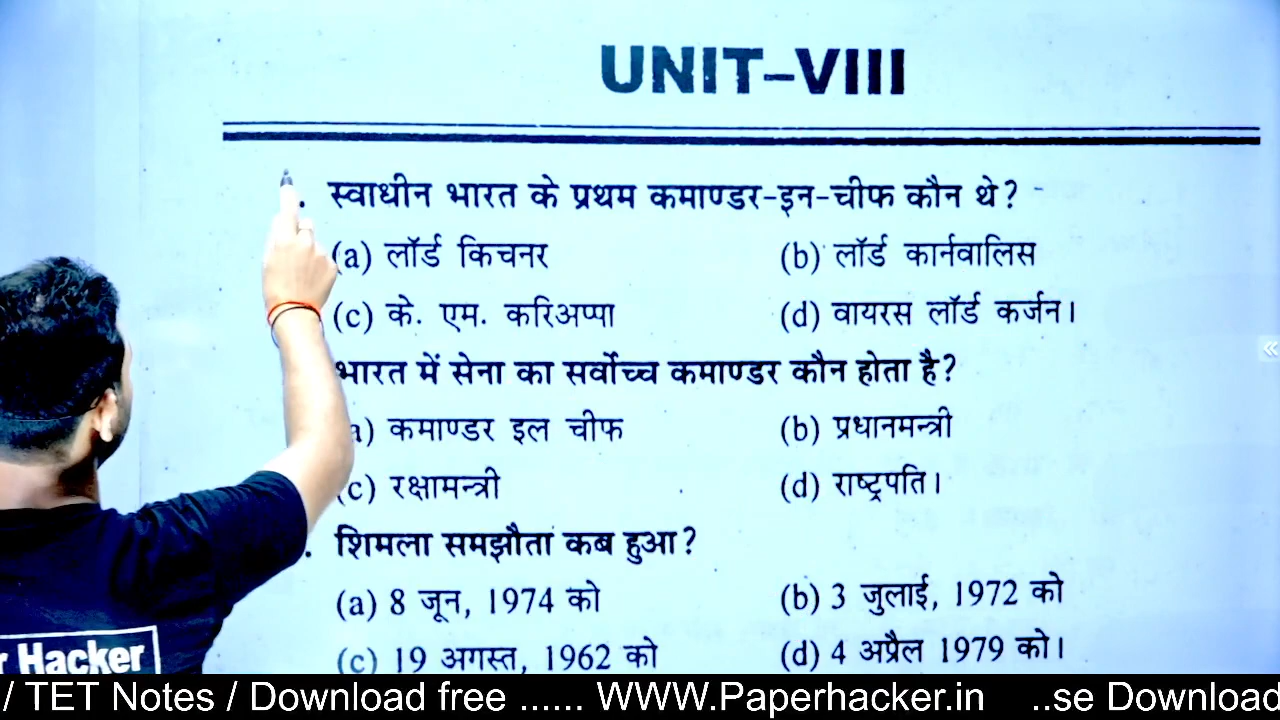 UNIT–VIII
. स्वाधीन भारत के प्रथम कमाण्डर-इन-चीफ कौन थे?
(a) लॉर्ड किचनर (b) लॉर्ड कार्नवालिस
(c) के. एम. करिअप्पा (d) वायरस लॉर्ड कर्जन।
भारत में सेना का सर्वोच्च कमाण्डर कौन होता है?
a) कमाण्डर इल चीफ (b) प्रधानमन्त्री
(c) रक्षामन्त्री (d) राष्ट्रपति।
. शिमला समझौता कब हुआ?
(a) 8 जून, 1974 को (b) 3 जुलाई, 1972 को
(c) 19 अगस्त, 1962 को (d) 4 अप्रैल 1979 को।
r Hacker
/ TET Notes / Download free ...... WWW.Paperhacker.in ..se Download